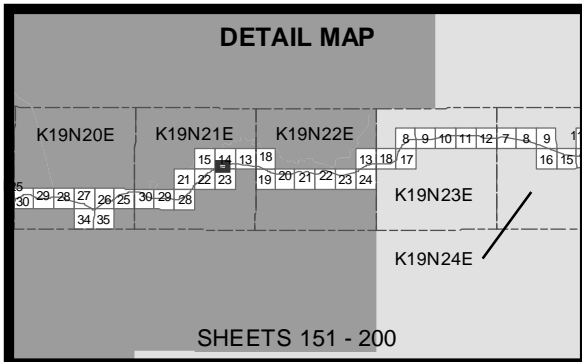 DETAIL MAP
K19N20E K19N21E K19N22E
8 9 10 11 12 7 8 9 11
15 14 13 18 13 18 17 16 15
21 22 23 19 20 21 22 23 24
25
30 29 28 27 26 25 30 29 28
K19N23E
34 35
K19N24E
SHEETS 151 - 200